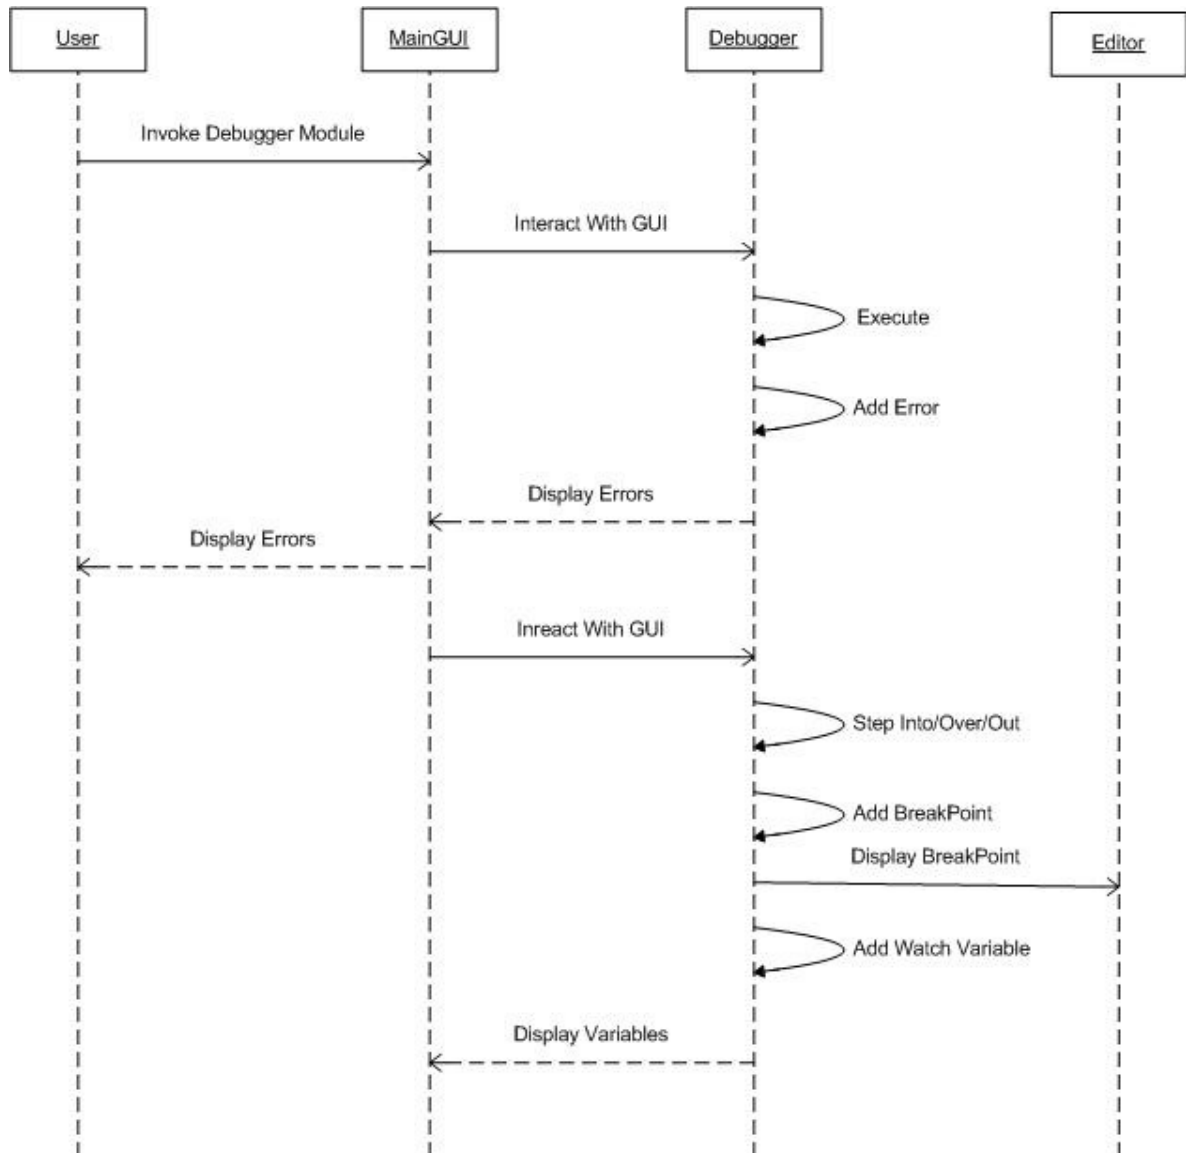 User
MainGUI
Debugger
Editor
Invoke Debugger Module
Interact With GUI
Execute
Add Error
Display Errors
Display Errors
Inreact With GUI
Step Into/Over/Out
Add BreakPoint
Display BreakPoint
Add Watch Variable
Display Variables